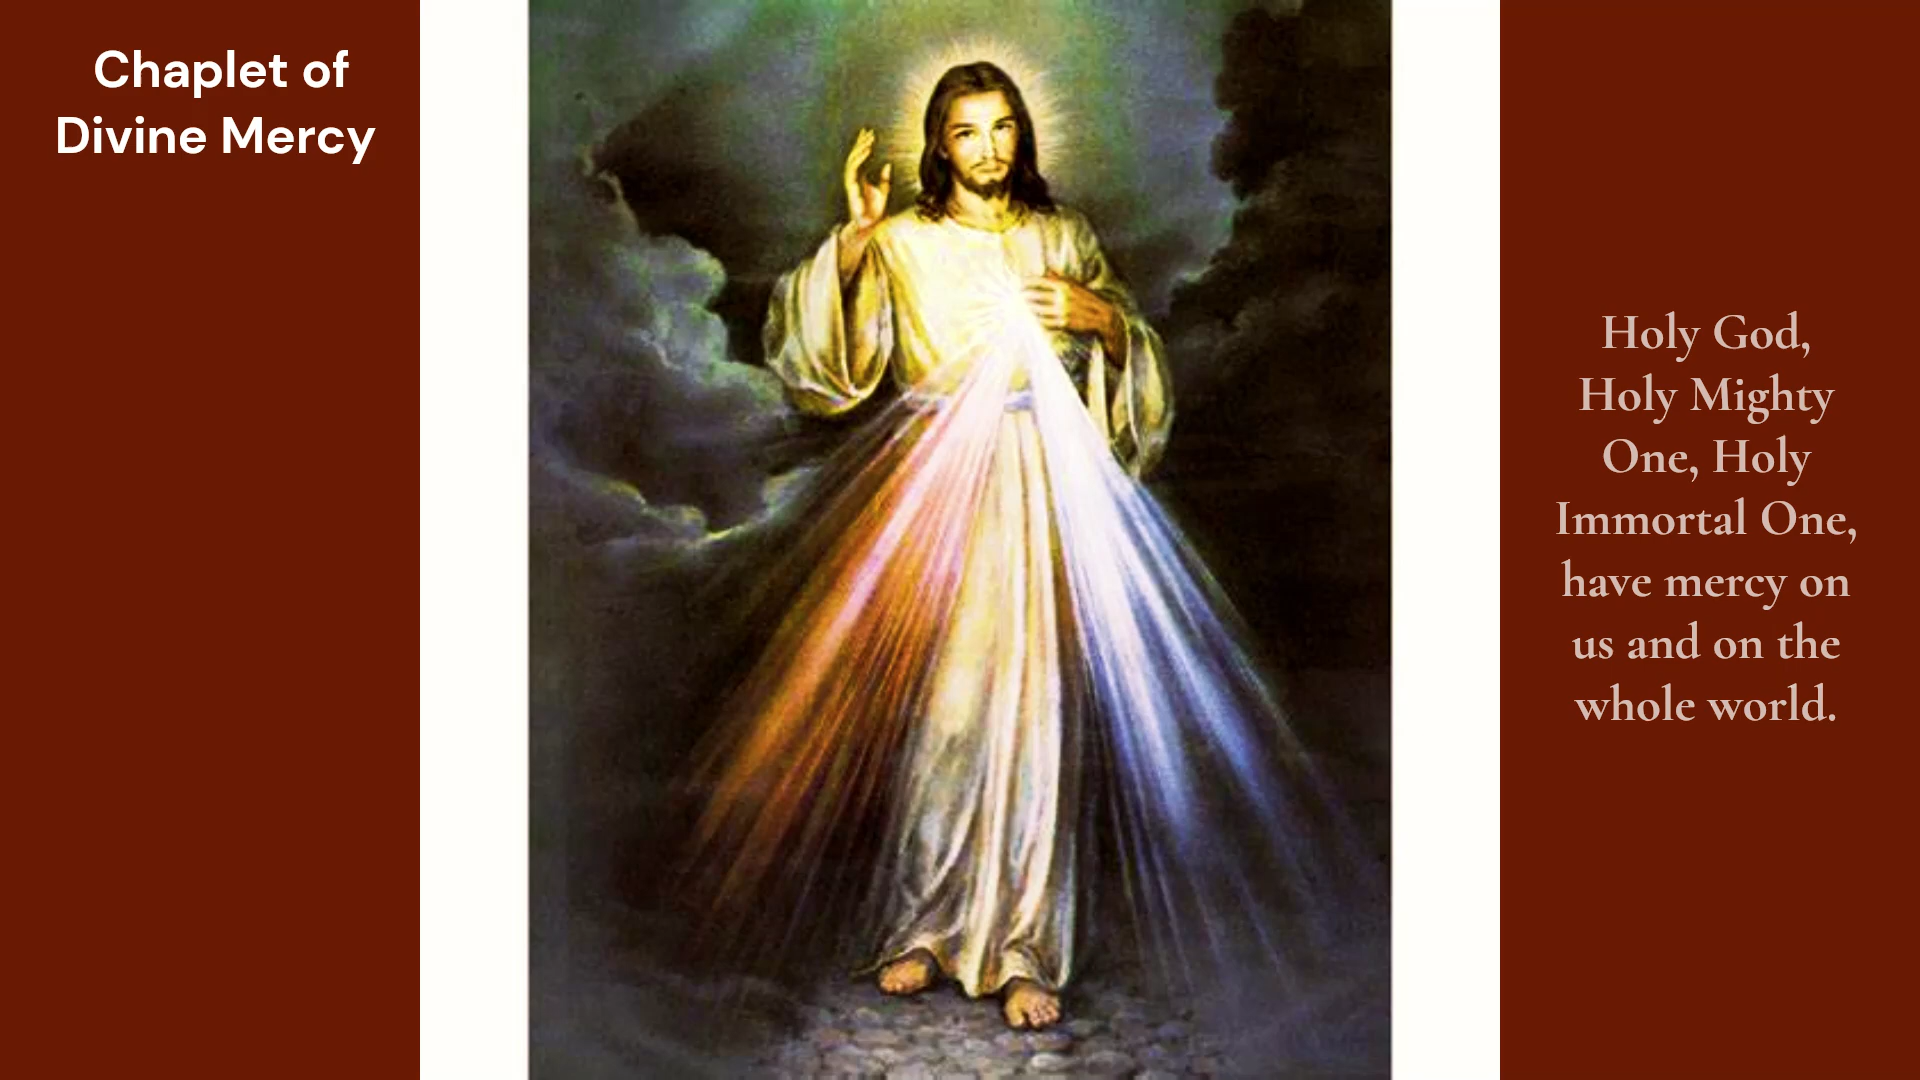 Chaplet of
Divine Mercy
Holy God,
Holy Mighty
One, Holy
Immortal One,
have mercy on
us and on the
whole world.